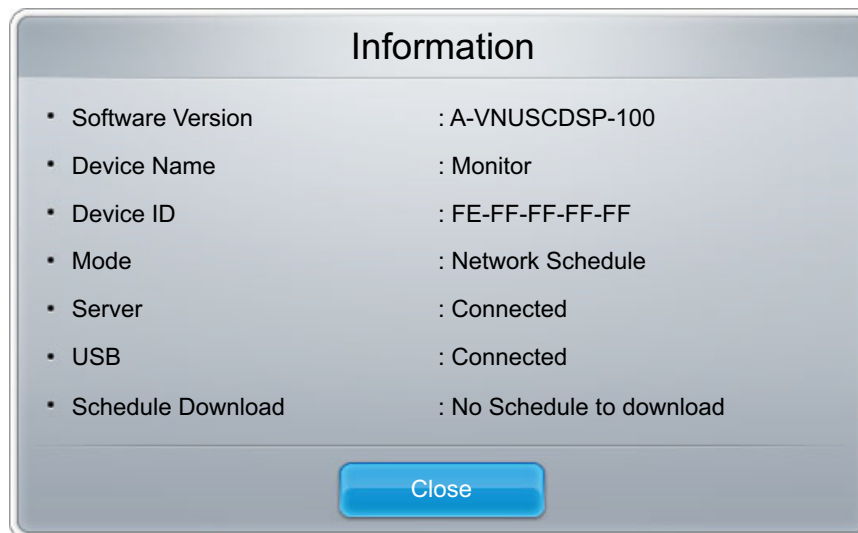 Information
• Software Version : A-VNUSCDSP-100
• Device Name : Monitor
• Device ID : FE-FF-FF-FF-FF
• Mode : Network Schedule
• Server : Connected
• USB : Connected
• Schedule Download : No Schedule to download
Close